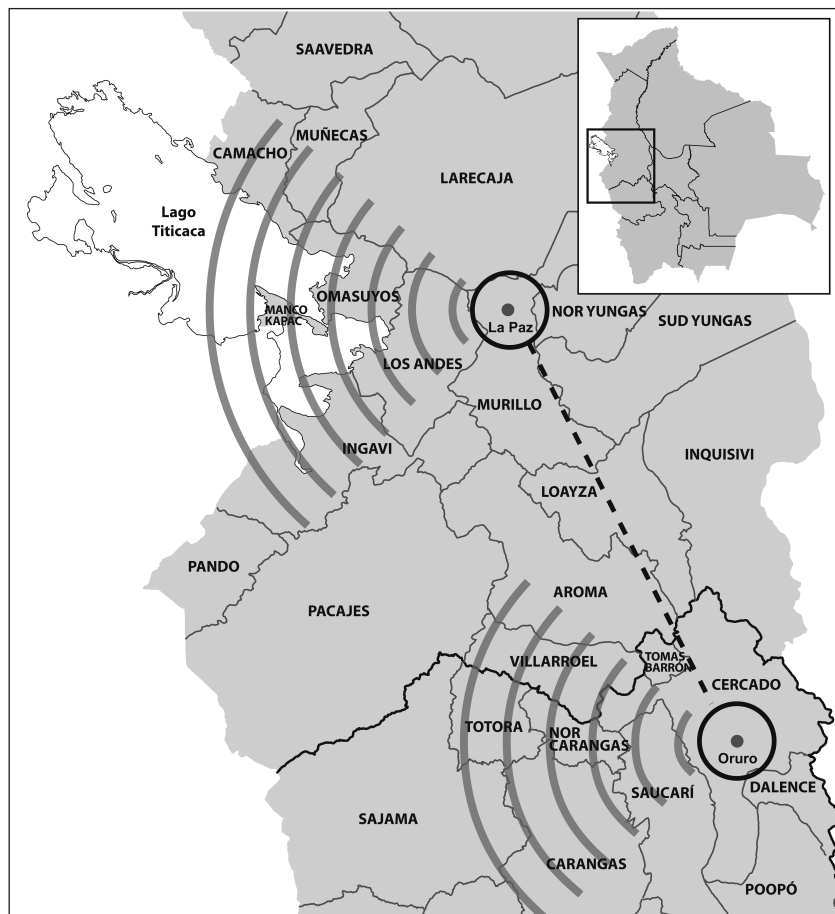 SAAVEDRA
MUÑECAS
CAMACHO
LARECAJA
Lago
Titicaca
OMASUYOS
MANCO
KAPAC
La Paz
NOR YUNGAS
SUD YUNGAS
LOS ANDES
MURILLO
INGAVI
INQUISIVI
LOAYZA
PANDO
AROMA
PACAJES
VILLARROEL
TOMAS
BARRÓN
CERCADO
TOTORA
NOR
CARANGAS
Oruro
DALENCE
SAUCARÍ
SAJAMA
CARANGAS
POOPÓ